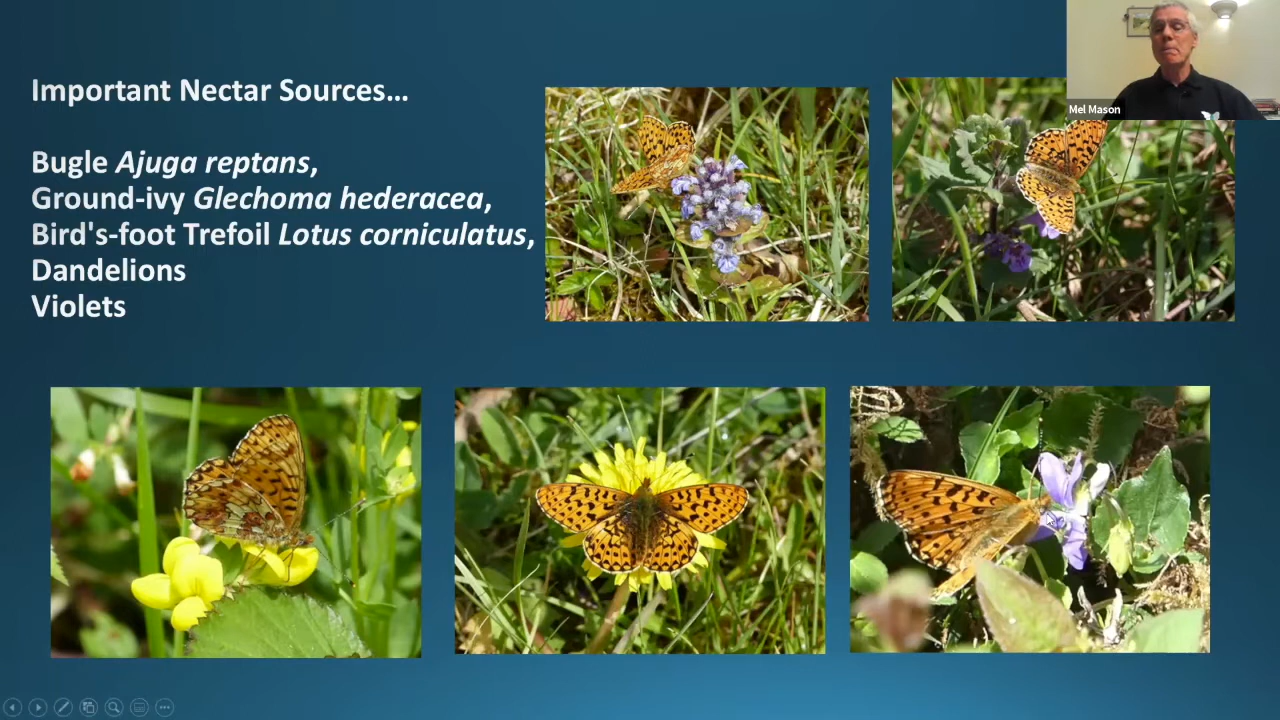 Important Nectar Sources...
Bugle Ajuga reptans,
Ground-ivy Glechoma hederacea,
Bird's-foot Trefoil Lotus corniculatus,
Dandelions
Violets
Mel Mason